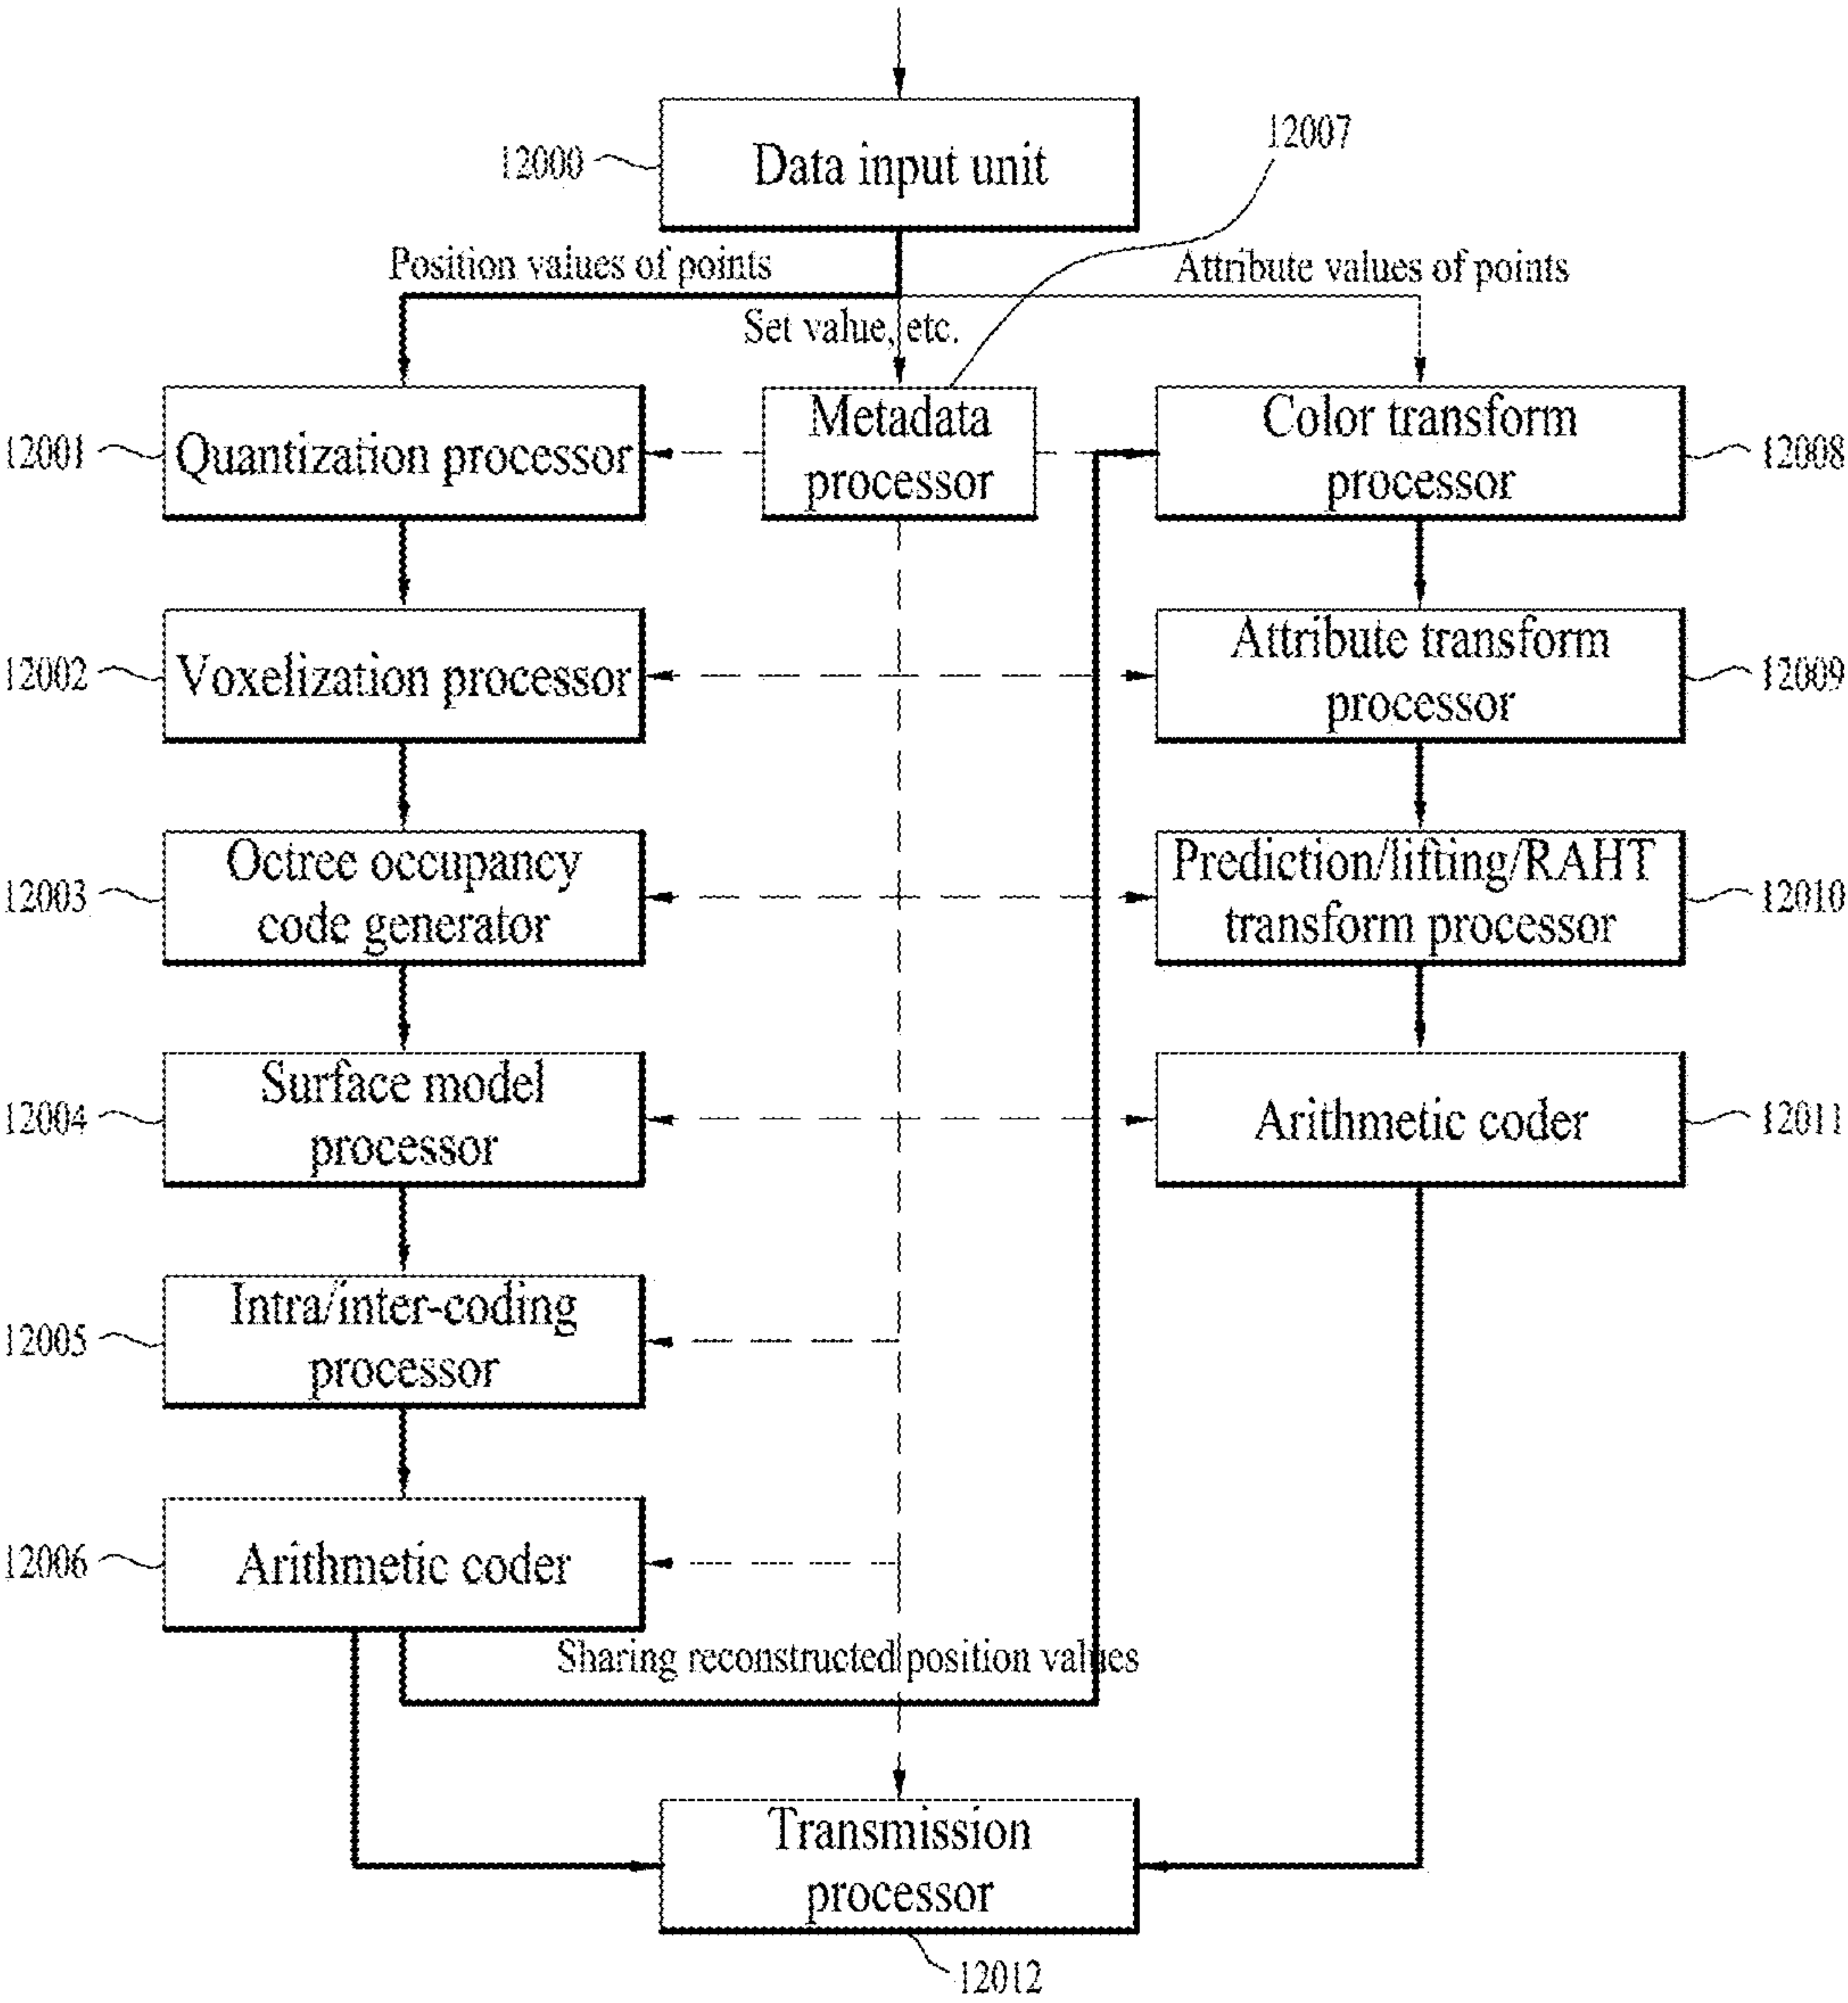 12000
Data input unit
12007
Position values of points
Attribute values of points
Set value, etc.
12001
Quantization processor
Metadata
processor
Color transform
processor
12008
12002
Voxelization processor
Attribute transform
processor
12009
12003
Octree occupancy
code generator
Prediction/lifting/RAHT
transform processor
12010
12004
Surface model
processor
Arithmetic coder
12011
12005
Intra/inter-coding
processor
12006
Arithmetic coder
Sharing reconstructed position values
Transmission
processor
12012